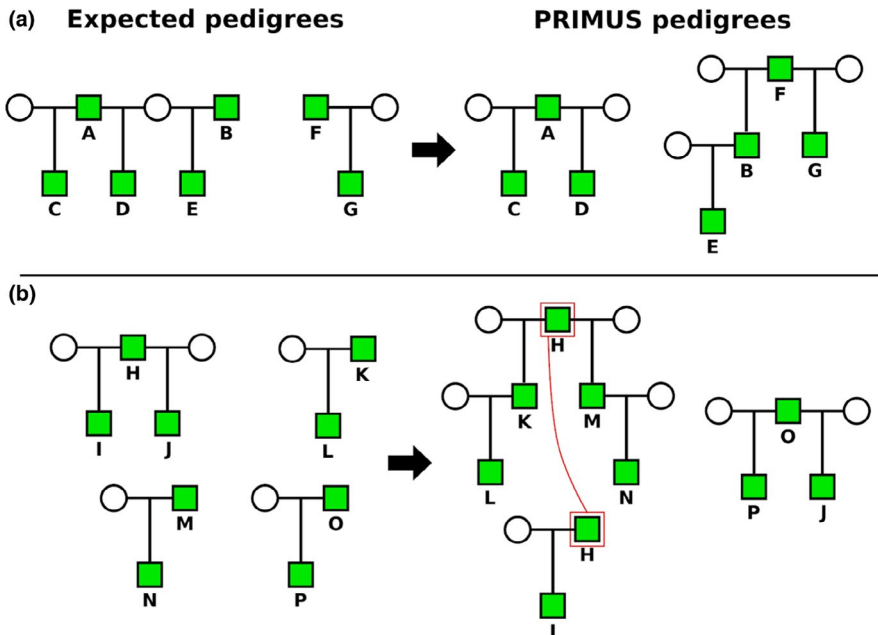 (a) Expected pedigrees PRIMUS pedigrees
F
A B F A
B G
C D E G C D
E
(b)
H K H
K M O
I J L
L N P J
M O
H
N P
I